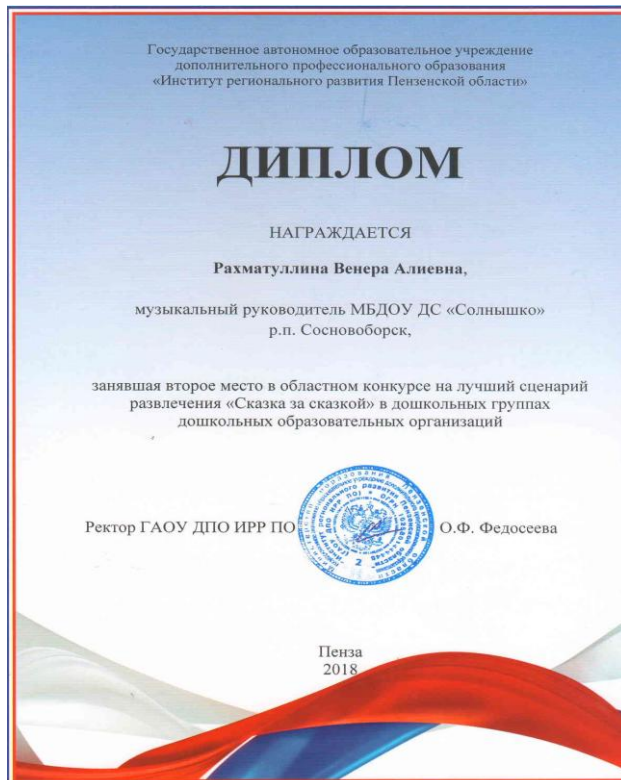 Государственное автономное образовательное учреждение
дополнительного профессионального образования
«Институт регионального развития Пензенской области»
ДИПЛОМ
НАГРАЖДАЕТСЯ
Рахматуллина Венера Алиевна,
музыкальный руководитель МБДОУ ДС «Солнышко»
р.п. Сосновоборск,
занявшая второе место в областном конкурсе на лучший сценарий
развлечения «Сказка за сказкой» в дошкольных группах
дошкольных образовательных организаций
Ректор ГАОУ ДПО ИРР ПО О.Ф. Федосеева
Пенза
2018